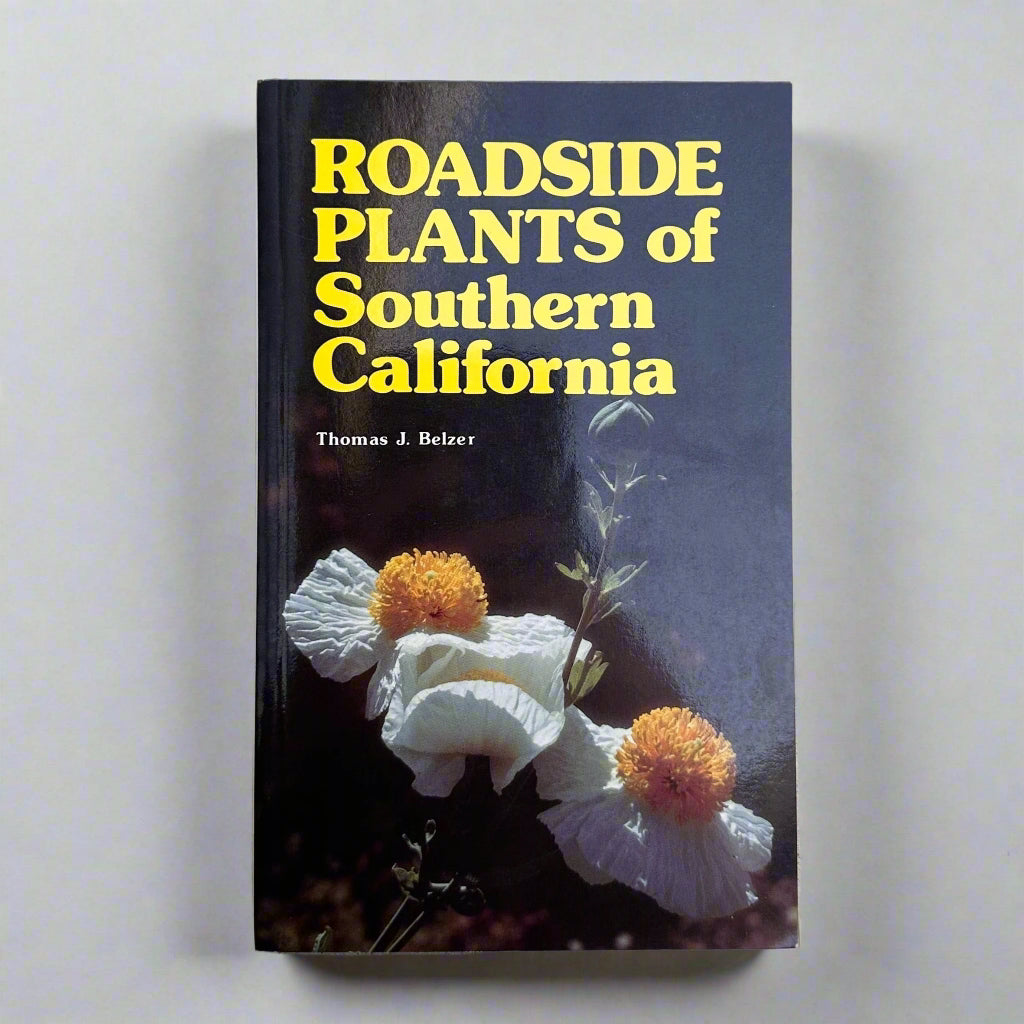 ROADSIDE
PLANTS of
Southern
California
Thomas J. Belzer